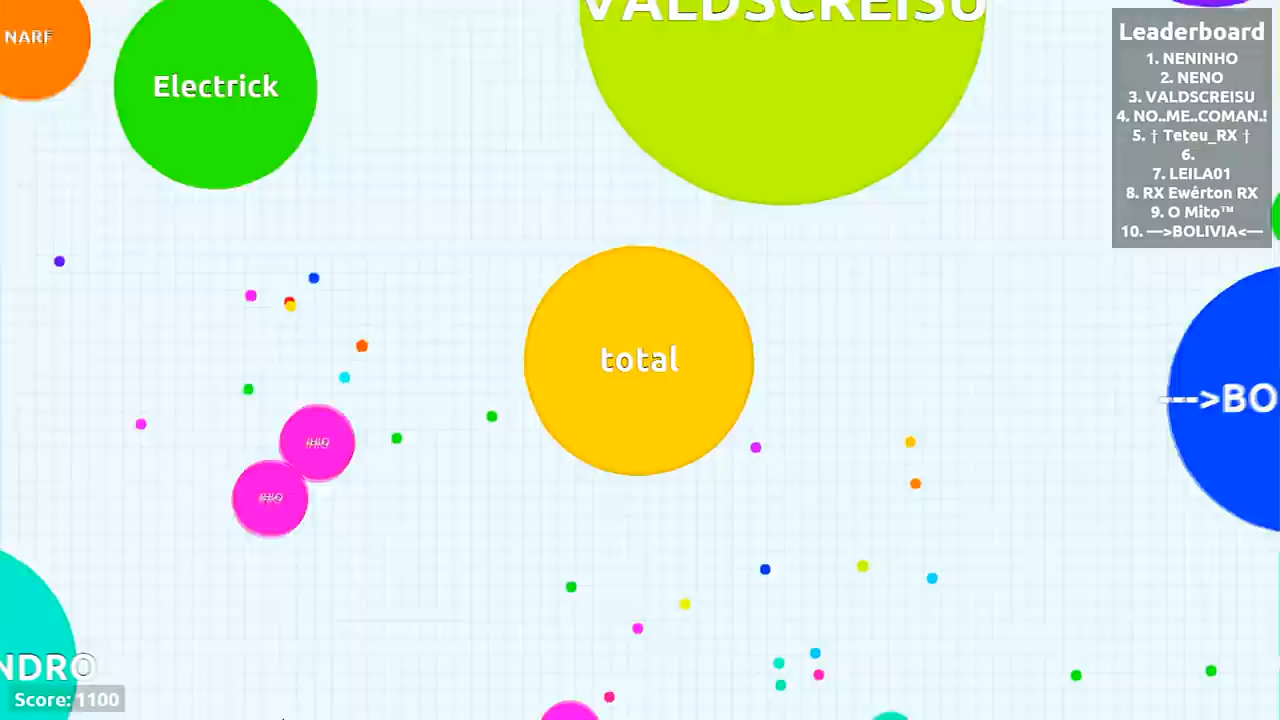 NARF
Electrick
VALDSCREISU
Leaderboard
1. NENINHO
2. NENO
3. VALDSCREISU
4. NO..ME..COMAN.!
5. † Teteu_RX †
6.
7. LEILA01
8. RX Ewérton RX
9. O Mito™
10. —>BOLIVIA<—
total
--->BO
NDRO
Score: 1100